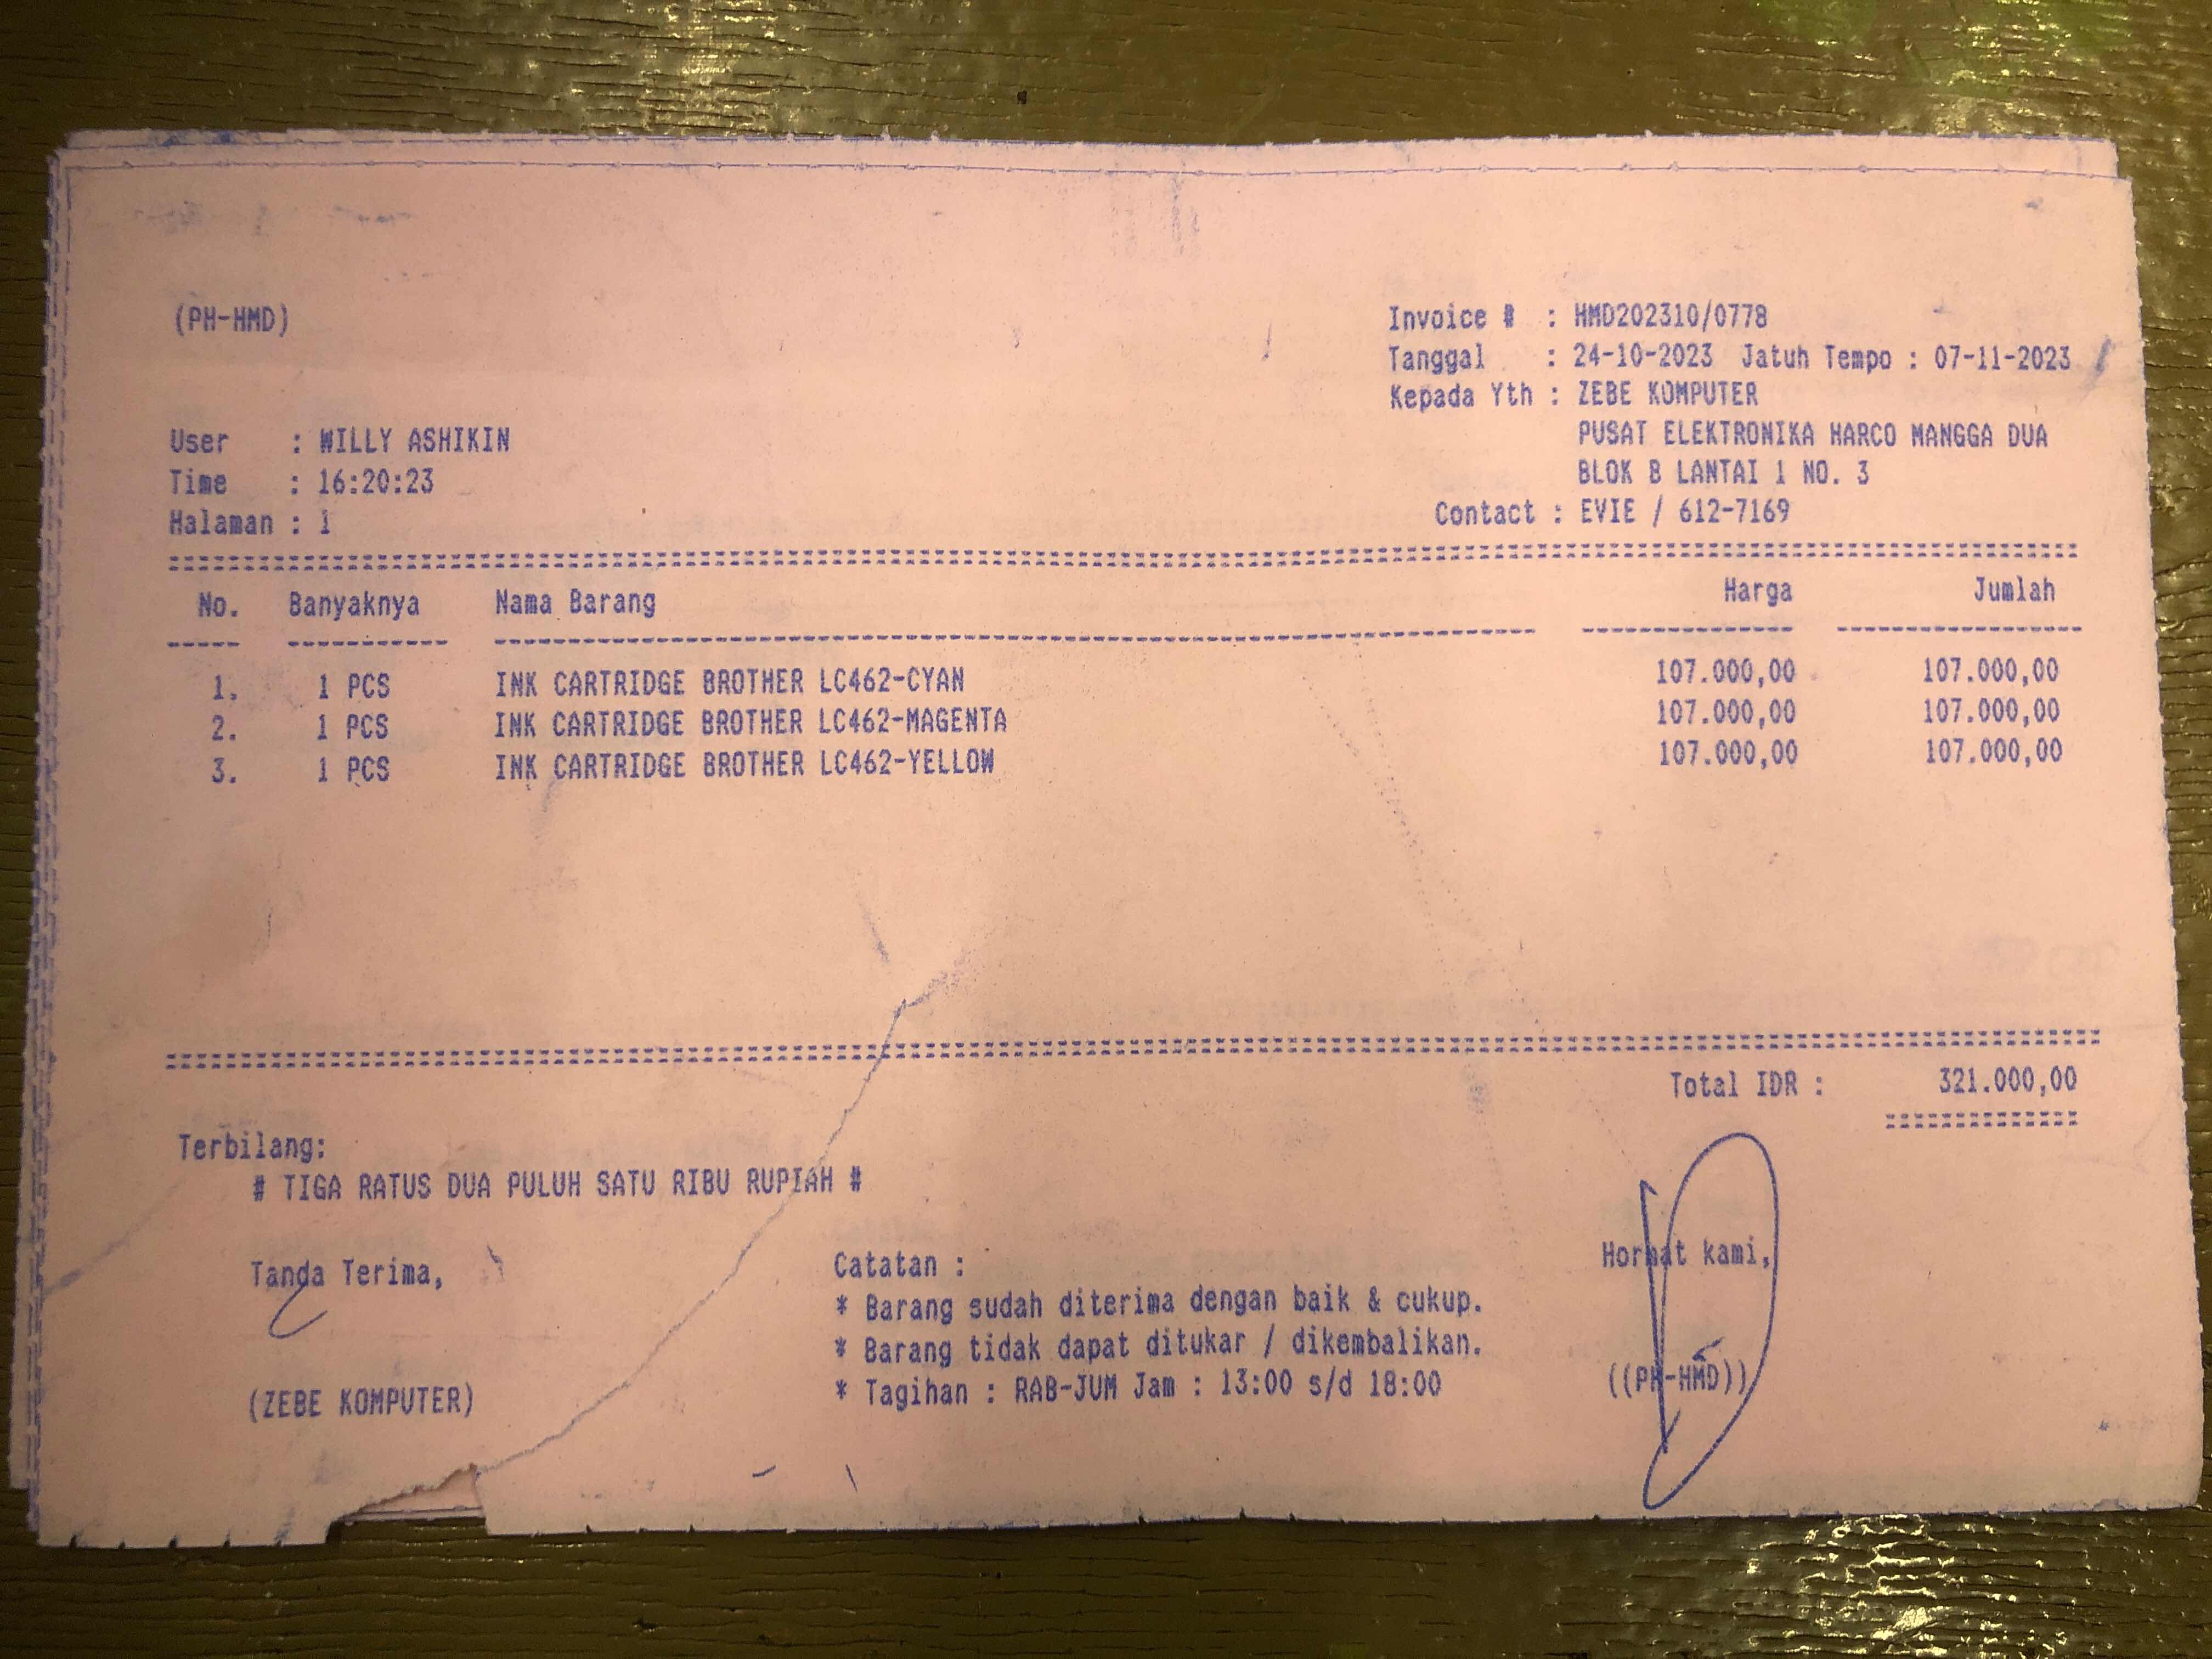 (PH-HMD)
Invoice # : HMD202310/0778
Tanggal : 24-10-2023 Jatuh Tempo : 07-11-2023
Kepada Yth : ZEBE KOMPUTER
PUSAT ELEKTRONIKA HARCO MANGGA DUA
BLOK B LANTAI 1 NO. 3
Contact : EVIE / 612-7169
User : WILLY ASHIKIN
Time : 16:20:23
Halaman : 1
No. Banyaknya Nama Barang Harga Jumlah
1. 1 PCS INK CARTRIDGE BROTHER LC462-CYAN 107.000,00 107.000,00
2. 1 PCS INK CARTRIDGE BROTHER LC462-MAGENTA 107.000,00 107.000,00
3. 1 PCS INK CARTRIDGE BROTHER LC462-YELLOW 107.000,00 107.000,00
Total IDR : 321.000,00
Terbilang:
# TIGA RATUS DUA PULUH SATU RIBU RUPIAH #
Tanda Terima,
(ZEBE KOMPUTER)
Catatan :
* Barang sudah diterima dengan baik & cukup.
* Barang tidak dapat ditukar / dikembalikan.
* Tagihan : RAB-JUM Jam : 13:00 s/d 18:00
Hormat kami,
((PH-HMD))